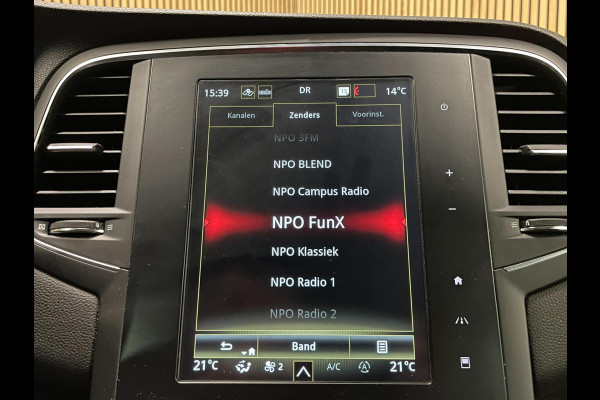 15:39 DR 14°C
Kanalen Zenders Voorinst.
NPO 3FM
NPO BLEND
NPO Campus Radio
NPO FunX
NPO Klassiek
NPO Radio 1
NPO Radio 2
Band
21°C 2 A/C 21°C